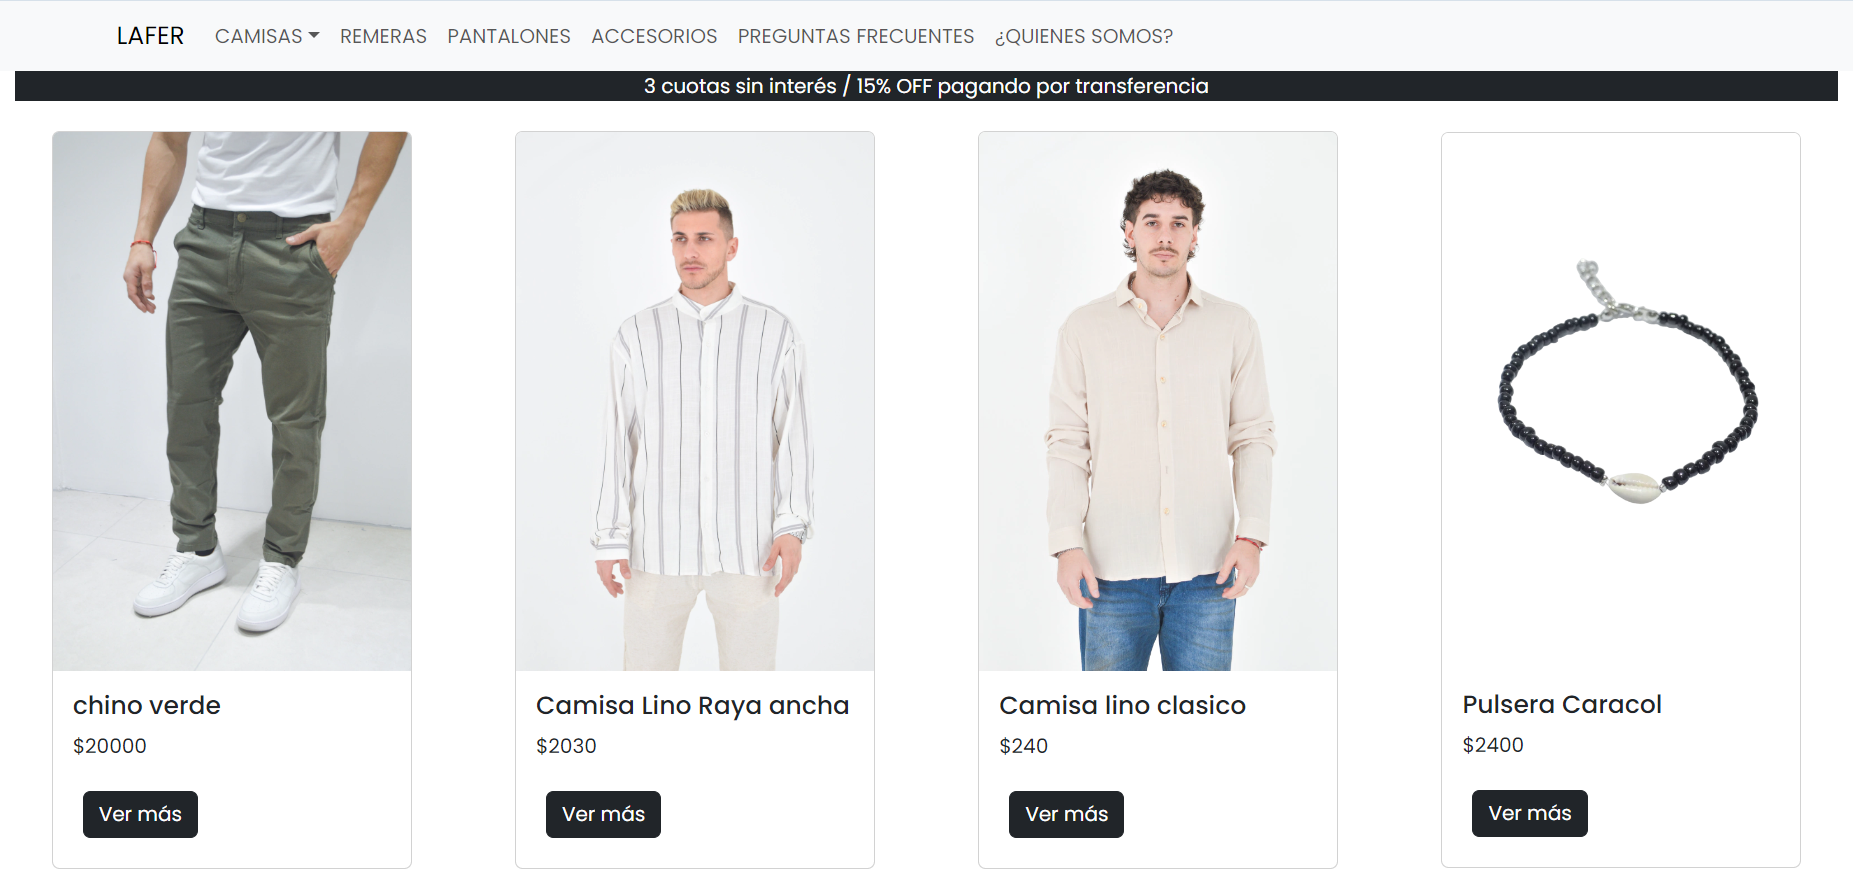 LAFER CAMISAS REMERAS PANTALONES ACCESORIOS PREGUNTAS FRECUENTES ¿QUIENES SOMOS?
3 cuotas sin interés / 15% OFF pagando por transferencia
chino verde
$20000
Ver más
Camisa Lino Raya ancha
$2030
Ver más
Camisa lino clasico
$240
Ver más
Pulsera Caracol
$2400
Ver más